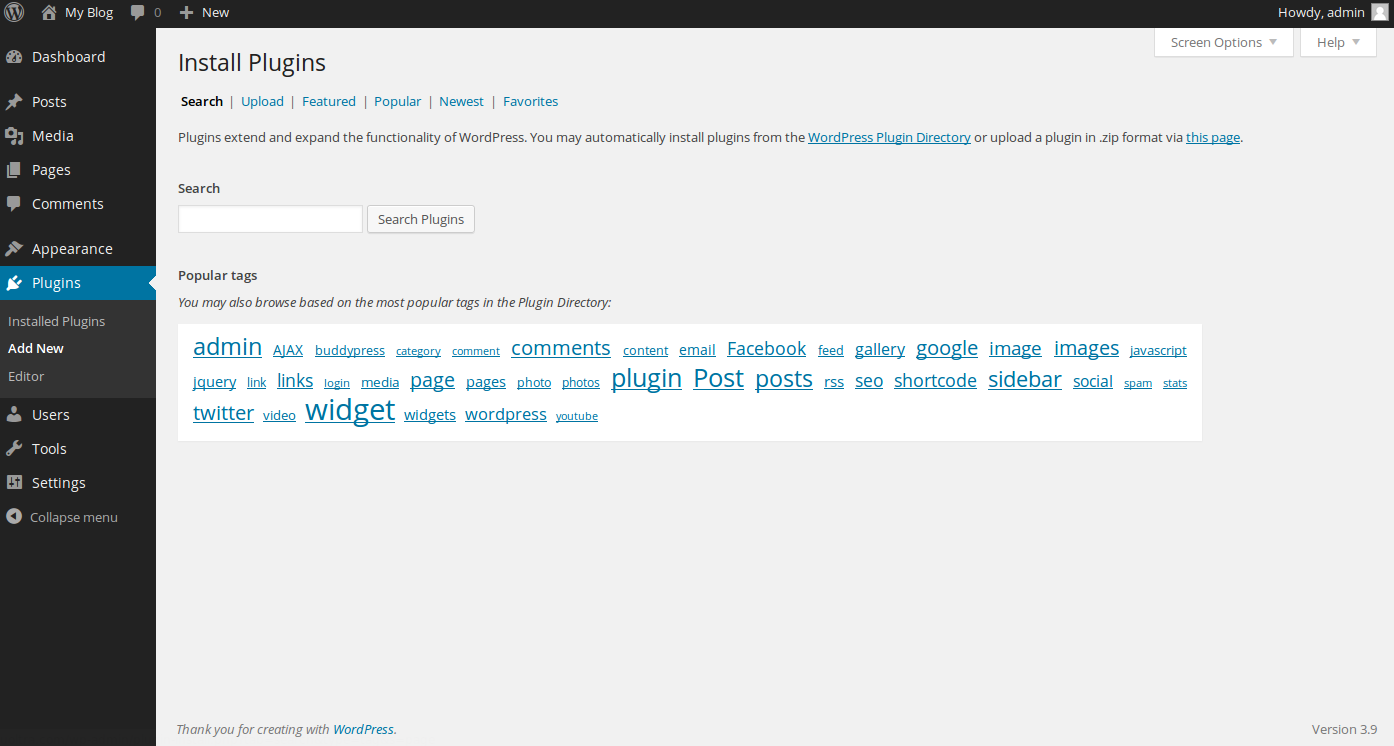 My Blog 0 New Howdy, admin
Screen Options Help
Dashboard
Posts
Media
Pages
Comments
Appearance
Plugins
Installed Plugins
Add New
Editor
Users
Tools
Settings
Collapse menu
Install Plugins
Search | Upload | Featured | Popular | Newest | Favorites
Plugins extend and expand the functionality of WordPress. You may automatically install plugins from the WordPress Plugin Directory or upload a plugin in .zip format via this page.
Search
Search Plugins
Popular tags
You may also browse based on the most popular tags in the Plugin Directory:
admin AJAX buddypress category comment comments content email Facebook feed gallery google image images javascript
jquery link links login media page pages photo photos plugin Post posts rss seo shortcode sidebar social spam stats
twitter video widget widgets wordpress youtube
Thank you for creating with WordPress.
Version 3.9